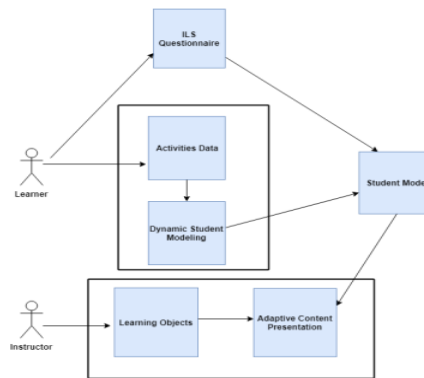 ILS
Questionnaire
Activities Data
Learner
Student Mode
Dynamic Student
Modeling
Learning Objects
Adaptive Content
Presentation
Instructor